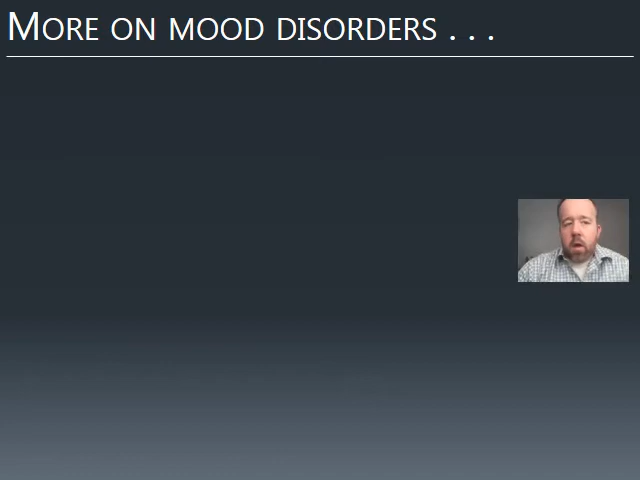 MORE ON MOOD DISORDERS . . .